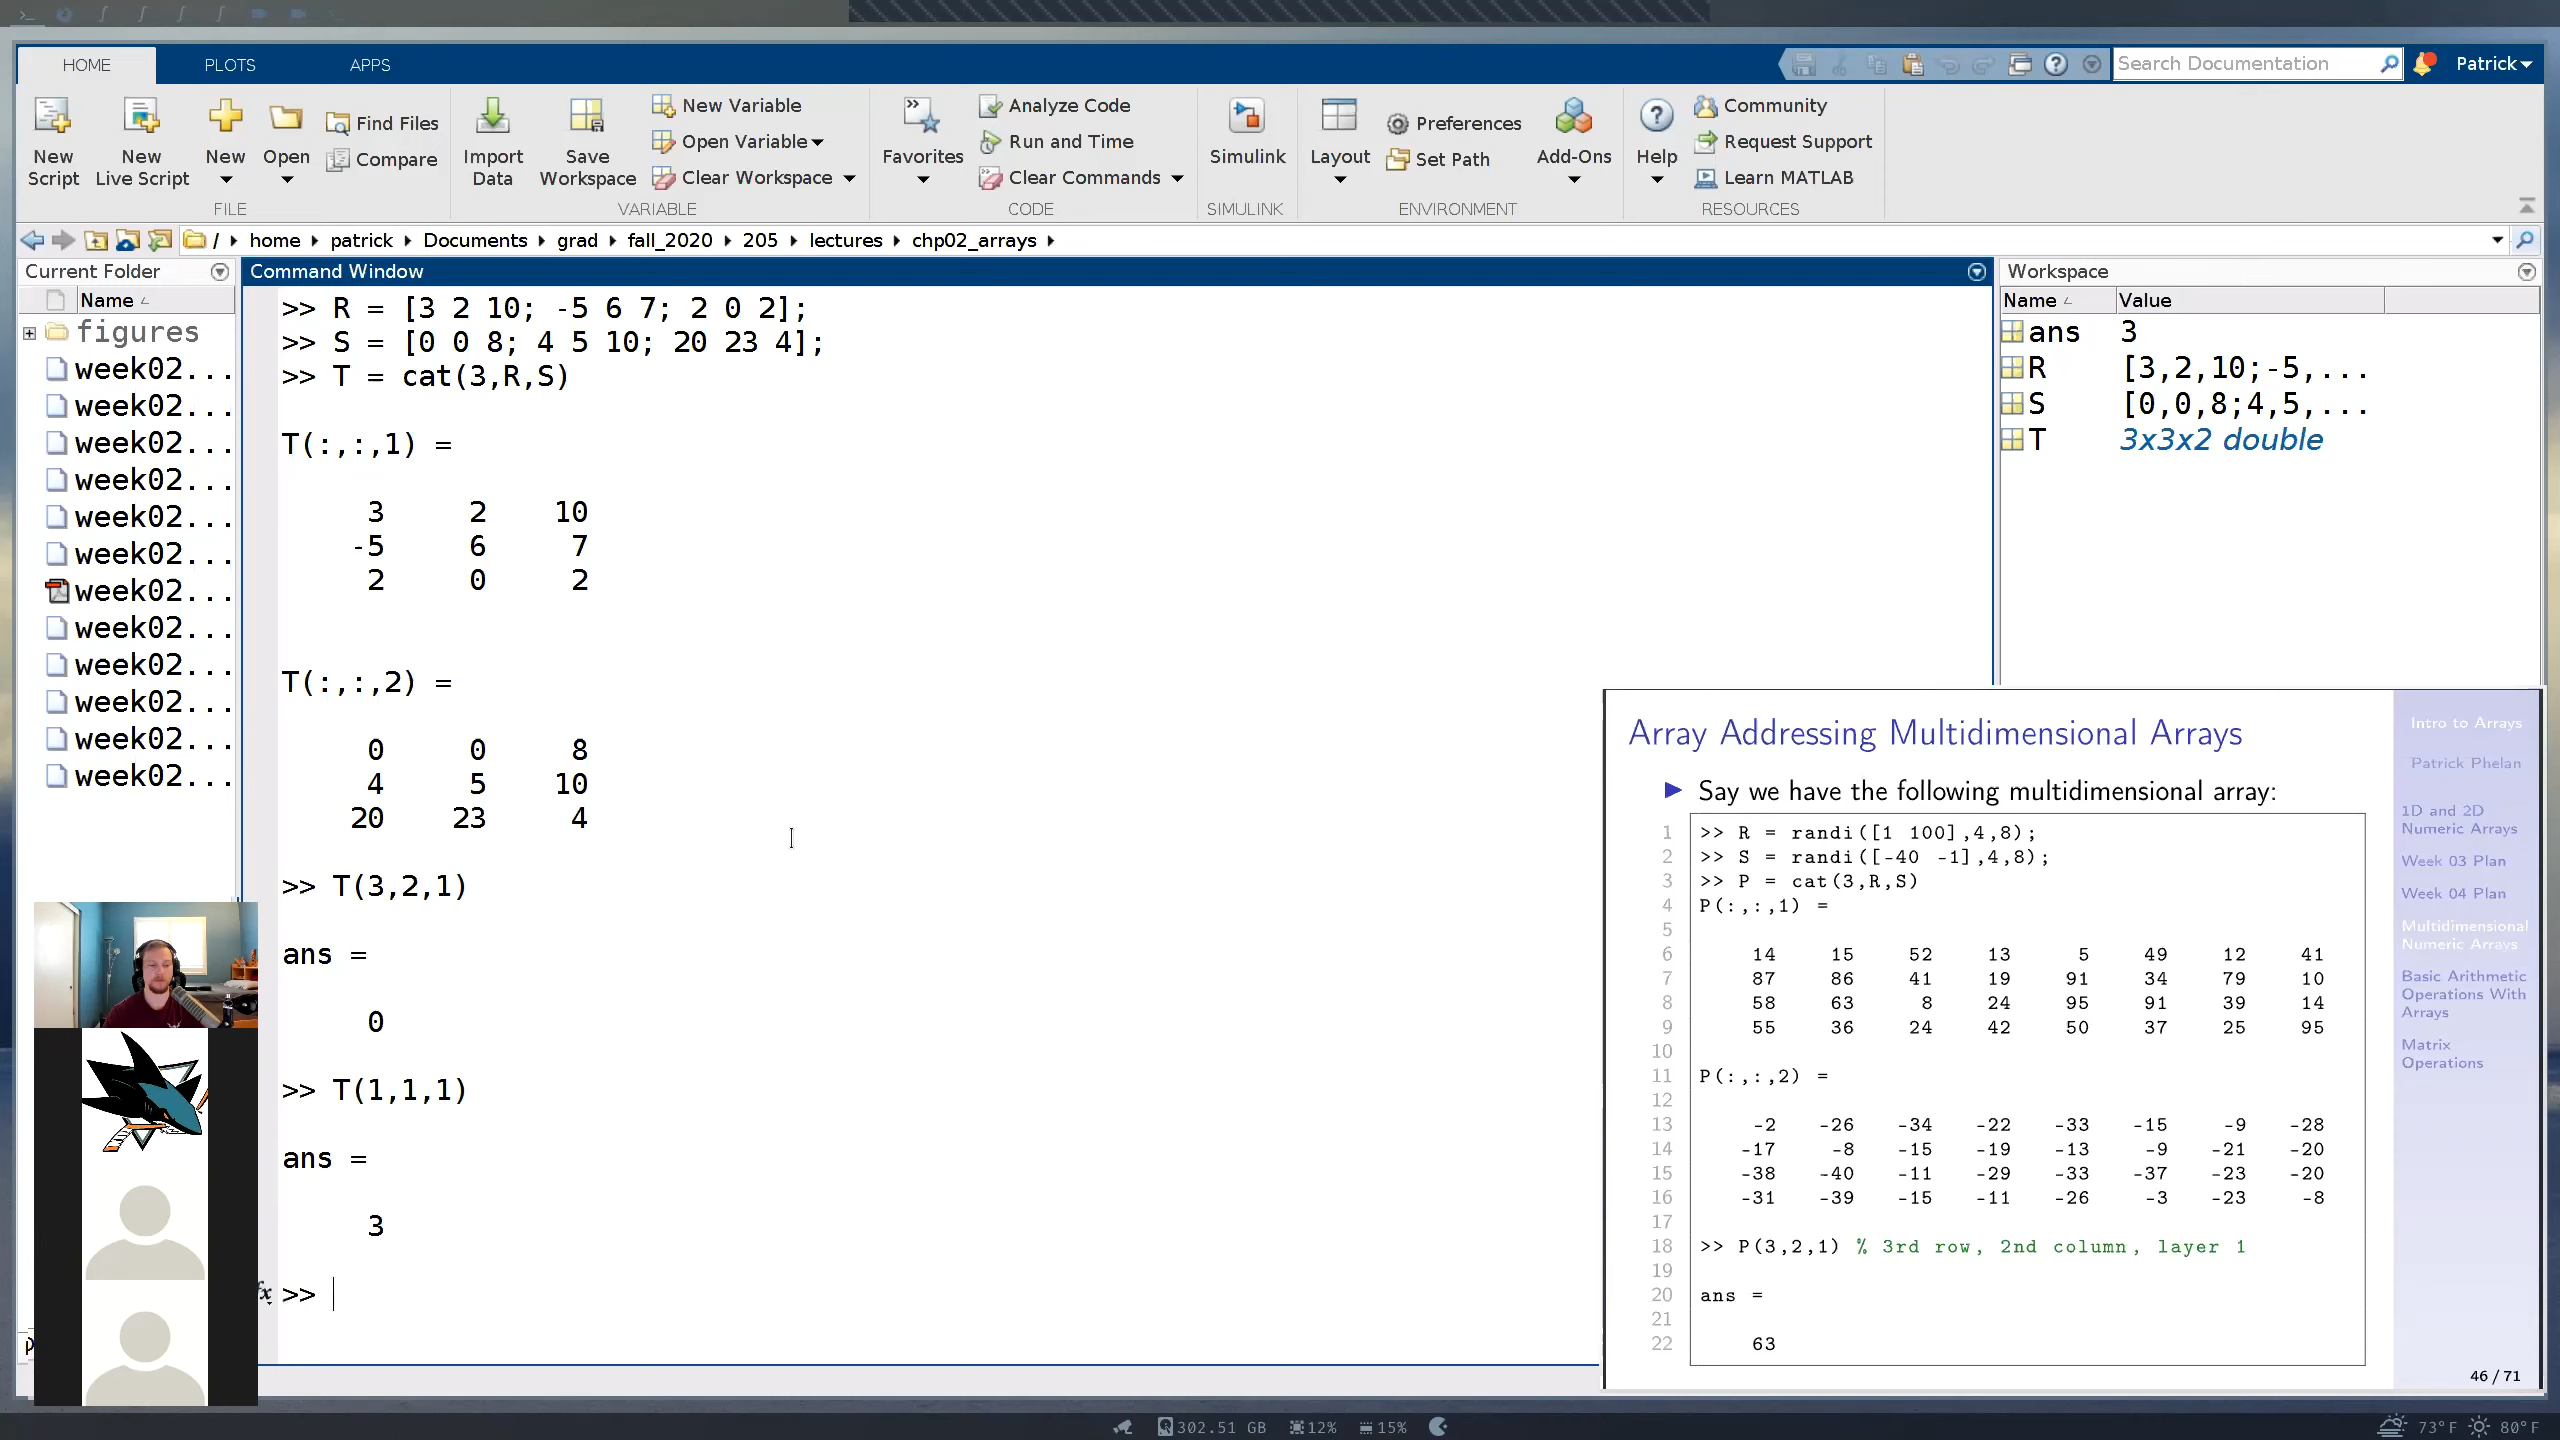 HOME PLOTS APPS
Search Documentation
Patrick
New Script
New Live Script
New
Open
Find Files
Compare
FILE
Import Data
Save Workspace
New Variable
Open Variable
Clear Workspace
VARIABLE
Favorites
Analyze Code
Run and Time
Clear Commands
CODE
Simulink
SIMULINK
Layout
Preferences
Set Path
Add-Ons
ENVIRONMENT
Help
Community
Request Support
Learn MATLAB
RESOURCES
/ home patrick Documents grad fall_2020 205 lectures chp02_arrays
Current Folder
Name
figures
week02...
week02...
week02...
week02...
week02...
week02...
week02...
week02...
week02...
week02...
week02...
week02...
Command Window
>> R = [3 2 10; -5 6 7; 2 0 2];
>> S = [0 0 8; 4 5 10; 20 23 4];
>> T = cat(3,R,S)
T(:,:,1) =
3 2 10
-5 6 7
2 0 2
T(:,:,2) =
0 0 8
4 5 10
20 23 4
>> T(3,2,1)
ans =
0
>> T(1,1,1)
ans =
3
fx >>
Workspace
Name Value
ans 3
R [3,2,10;-5,...
S [0,0,8;4,5,...
T 3x3x2 double
Array Addressing Multidimensional Arrays
Say we have the following multidimensional array:
1 >> R = randi([1 100],4,8);
2 >> S = randi([-40 -1],4,8);
3 >> P = cat(3,R,S)
4 P(:,:,1) =
5
6 14 15 52 13 5 49 12 41
7 87 86 41 19 91 34 79 10
8 58 63 8 24 95 91 39 14
9 55 36 24 42 50 37 25 95
10
11 P(:,:,2) =
12
13 -2 -26 -34 -22 -33 -15 -9 -28
14 -17 -8 -15 -19 -13 -9 -21 -20
15 -38 -40 -11 -29 -33 -37 -23 -20
16 -31 -39 -15 -11 -26 -3 -23 -8
17
18 >> P(3,2,1) % 3rd row, 2nd column, layer 1
19
20 ans =
21
22 63
Intro to Arrays
Patrick Phelan
1D and 2D
Numeric Arrays
Week 03 Plan
Week 04 Plan
Multidimensional
Numeric Arrays
Basic Arithmetic
Operations With
Arrays
Matrix
Operations
46 / 71
302.51 GB 12% 15%
73°F 80°F